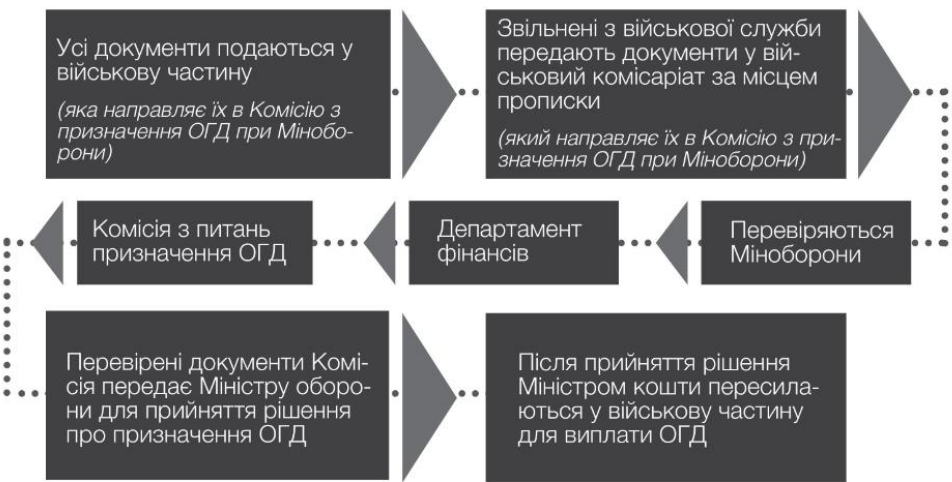 Усі документи подаються у
військову частину
(яка направляє їх в Комісію з
призначення ОГД при Міноборони)
Звільнені з військової служби
передають документи у вій-
ськовий комісаріат за місцем
прописки
(який направляє їх в Комісію з при-
значення ОГД при Міноборони)
Перевіряються
Міноборони
Департамент
фінансів
Комісія з питань
призначення ОГД
Перевірені документи Комі-
сія передає Міністру оборо-
ни для прийняття рішення
про призначення ОГД
Після прийняття рішення
Міністром кошти пересила-
ються у військову частину
для виплати ОГД